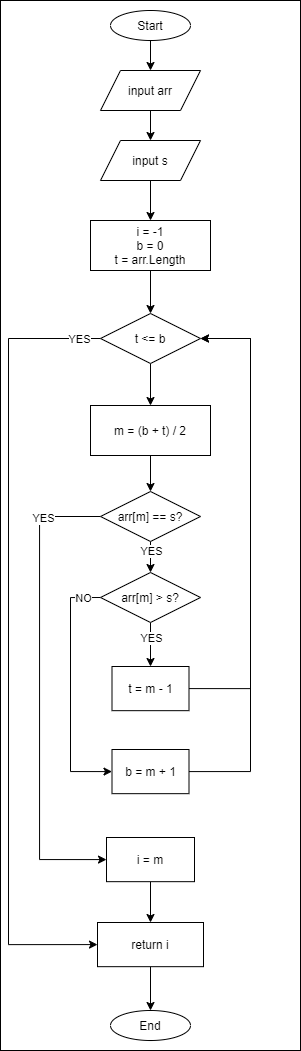 Start
input arr
input s
i = -1
b = 0
t = arr.Length
YES
t <= b
m = (b + t) / 2
YES
arr[m] == s?
YES
NO
arr[m] > s?
YES
t = m - 1
b = m + 1
i = m
return i
End